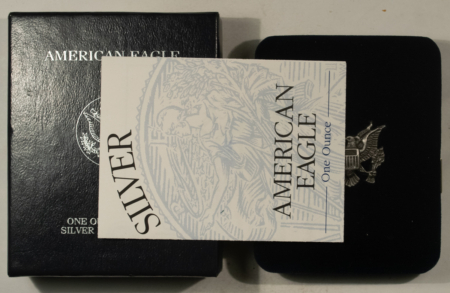 AMERICAN EAGLE
ONE O
SILVER
SILVER
AMERICAN
EAGLE
One Ounce